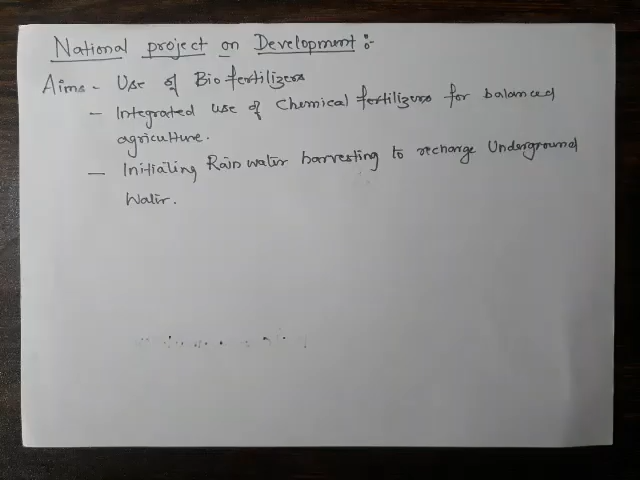 National project on Development :-
Aims - Use of Bio fertilizers
- Integrated use of Chemical fertilizers for balanced
agriculture.
- Initiating Rain water harvesting to recharge Underground
Water.